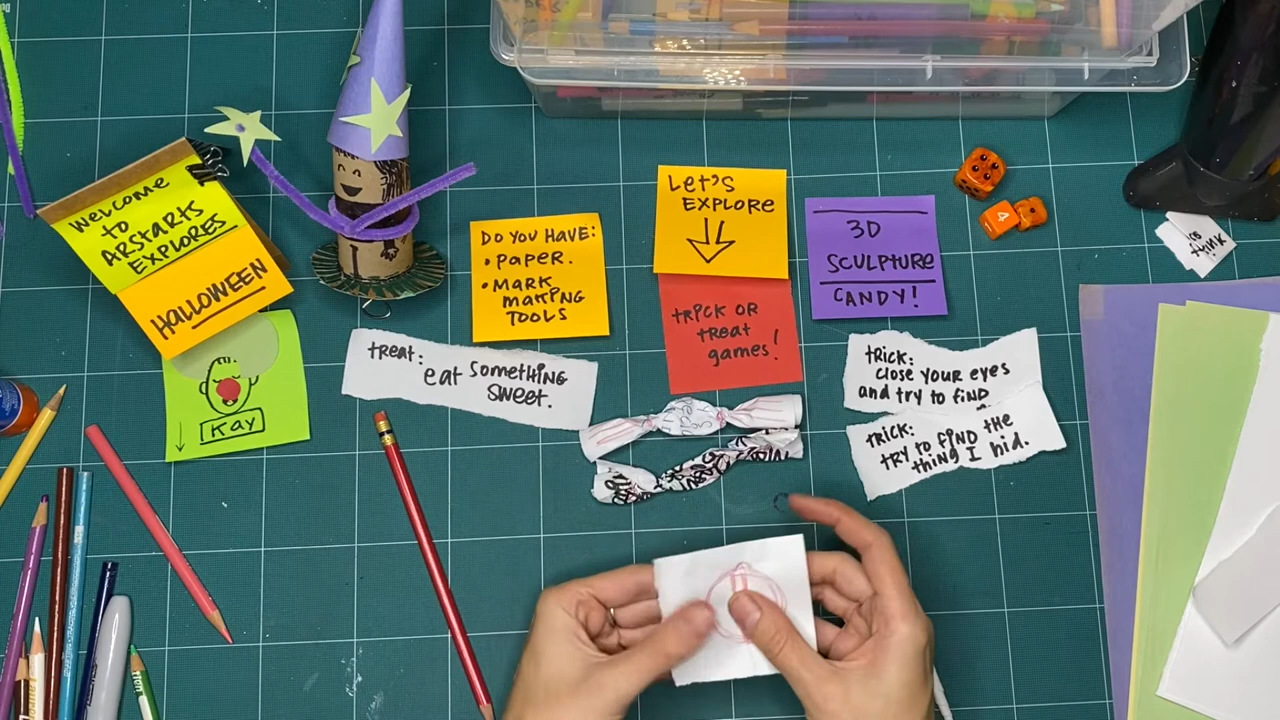 WELCOME
TO
ARSTARTS
EXPLORES
HALLOWEEN
KAY
DO YOU HAVE:
• PAPER.
• MARK
MAKING
TOOLS
LET'S
EXPLORE
TRICK OR
TREAT
games!
3D
SCULPTURE
CANDY!
treat:
eat SOMETHING
SWEET.
trick:
close YOUR eyes
and try to find
TRICK:
try to FIND THE
thing I hid.
4
think